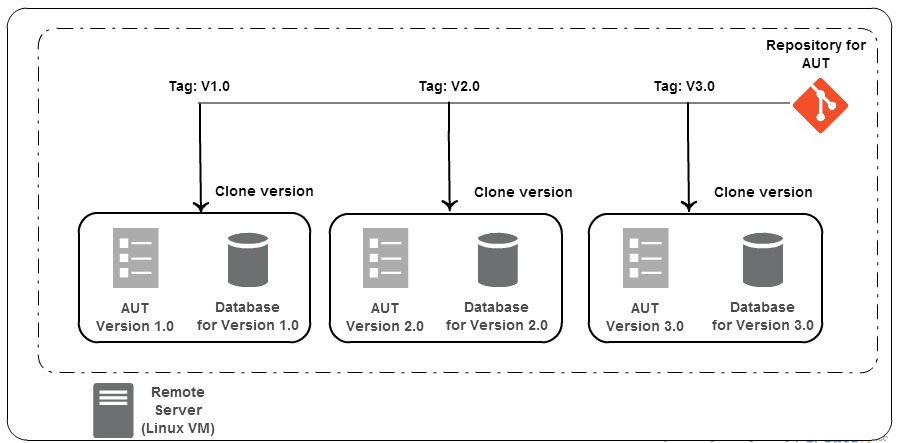 Repository for
AUT
Tag: V1.0
Tag: V2.0
Tag: V3.0
Clone version
Clone version
Clone version
AUT
Version 1.0
Database
for Version 1.0
AUT
Version 2.0
Database
for Version 2.0
AUT
Version 3.0
Database
for Version 3.0
Remote
Server
(Linux VM)